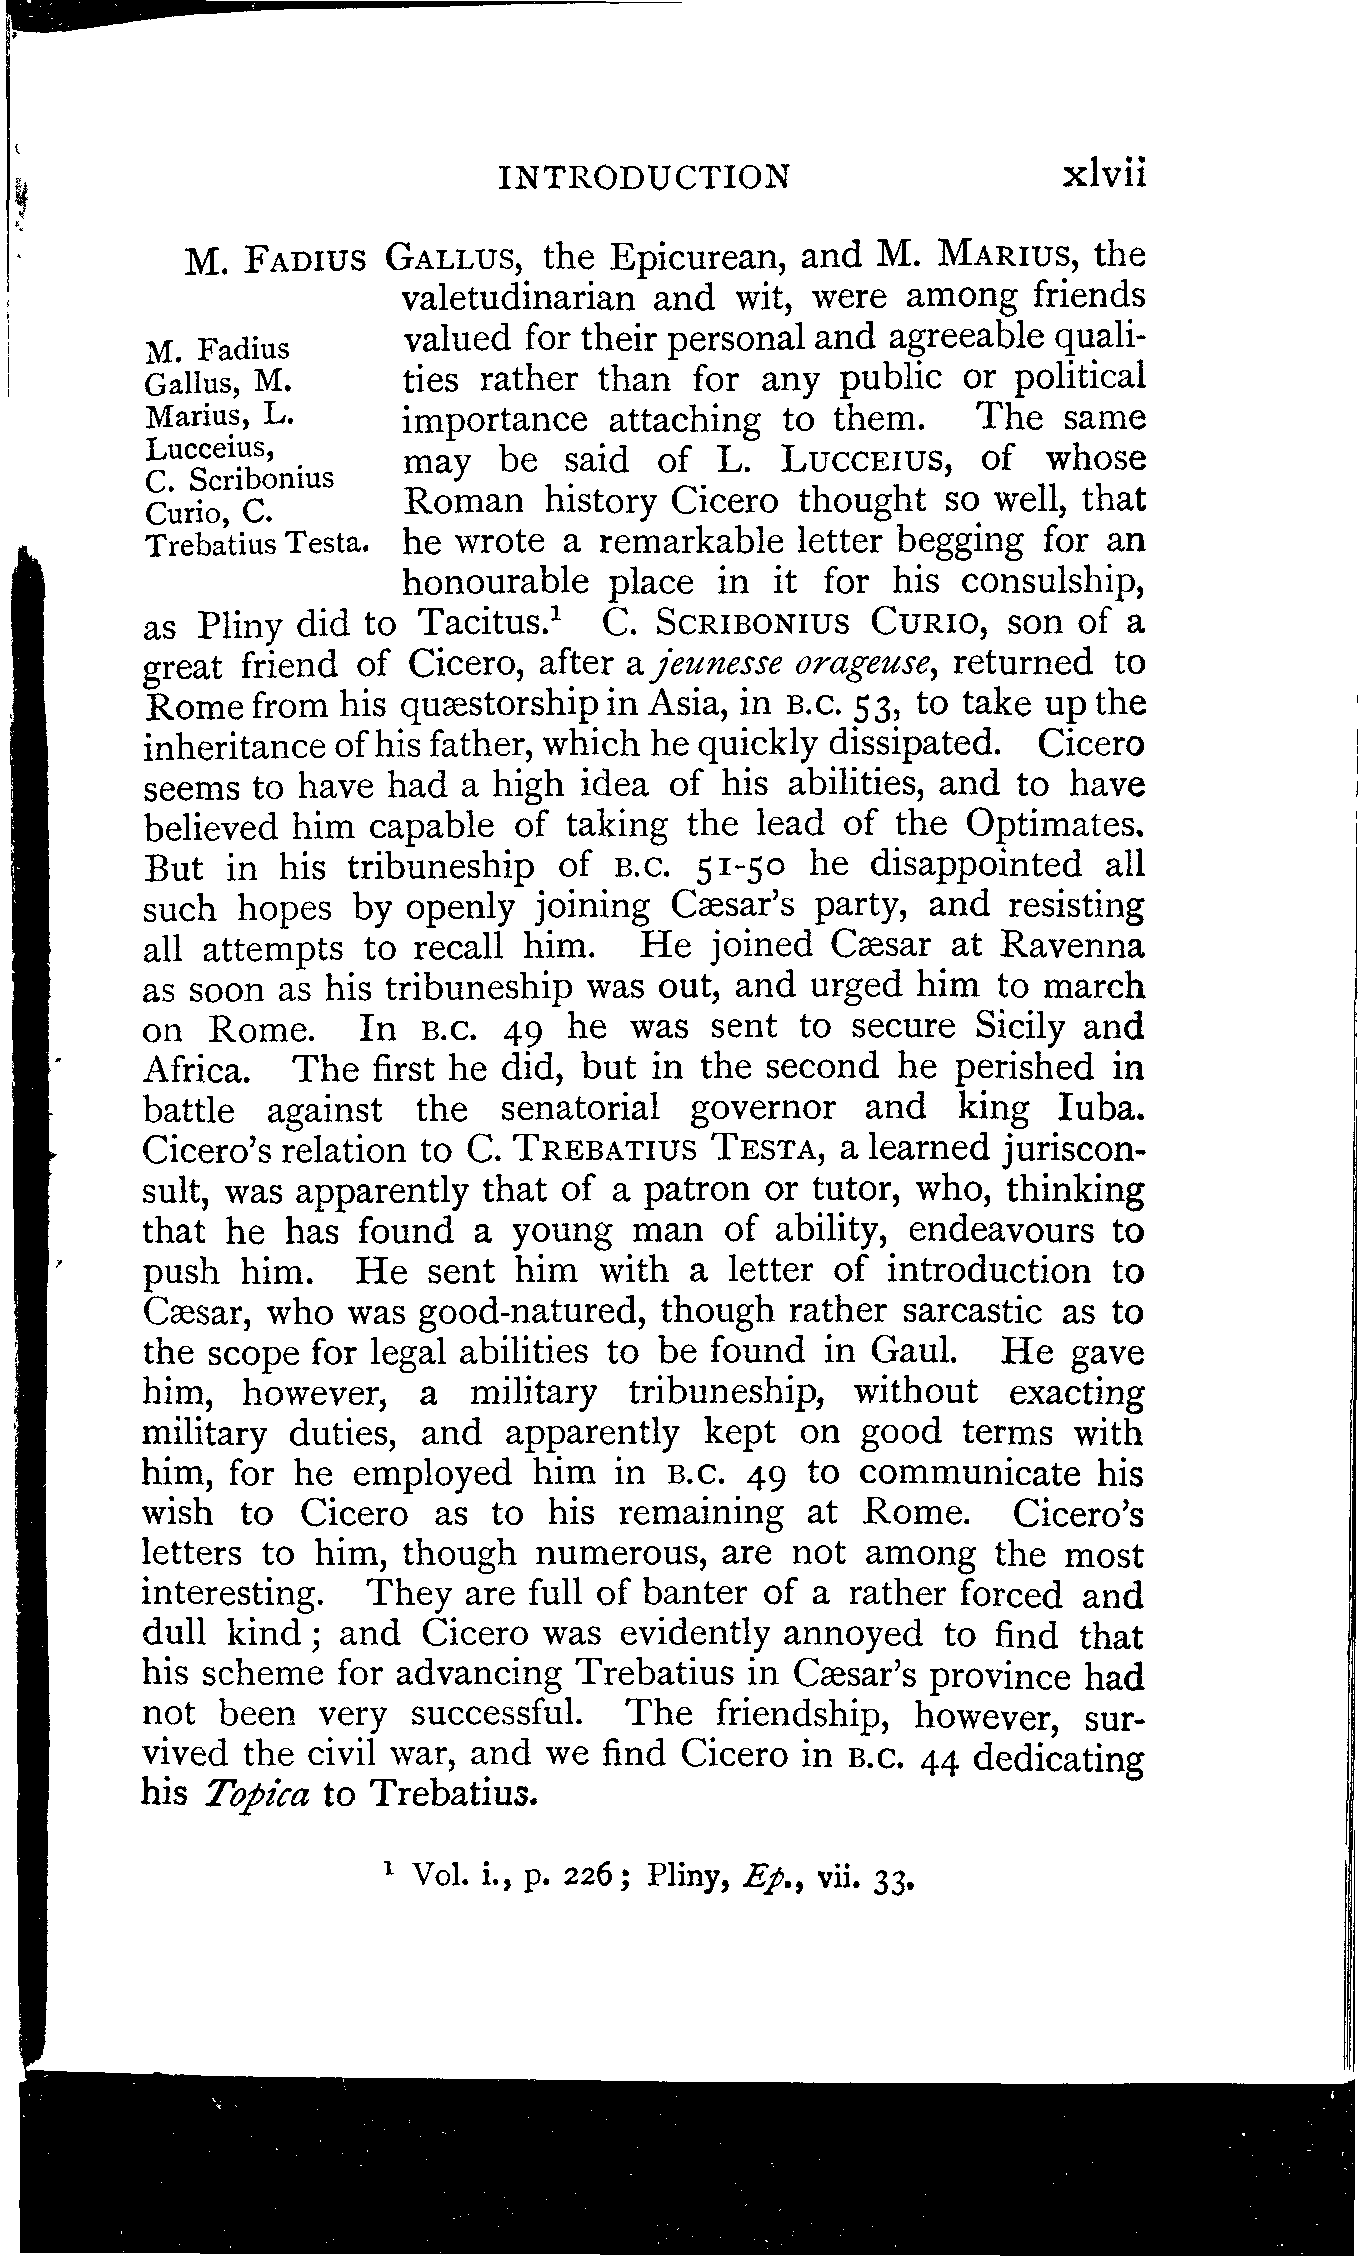 INTRODUCTION xlvii
M. FADIUS GALLUS, the Epicurean, and M. MARIUS, the
valetudinarian and wit, were among friends
valued for their personal and agreeable quali-
ties rather than for any public or political
importance attaching to them. The same
may be said of L. LUCCEIUS, of whose
Roman history Cicero thought so well, that
he wrote a remarkable letter begging for an
honourable place in it for his consulship,
M. Fadius
Gallus, M.
Marius, L.
Lucceius,
C. Scribonius
Curio, C.
Trebatius Testa.
as Pliny did to Tacitus.¹ C. SCRIBONIUS CURIO, son of a
great friend of Cicero, after a jeunesse orageuse, returned to
Rome from his quæstorship in Asia, in B.C. 53, to take up the
inheritance of his father, which he quickly dissipated. Cicero
seems to have had a high idea of his abilities, and to have
believed him capable of taking the lead of the Optimates.
But in his tribuneship of B.C. 51-50 he disappointed all
such hopes by openly joining Cæsar's party, and resisting
all attempts to recall him. He joined Cæsar at Ravenna
as soon as his tribuneship was out, and urged him to march
on Rome. In B.C. 49 he was sent to secure Sicily and
Africa. The first he did, but in the second he perished in
battle against the senatorial governor and king Iuba.
Cicero's relation to C. TREBATIUS TESTA, a learned juriscon-
sult, was apparently that of a patron or tutor, who, thinking
that he has found a young man of ability, endeavours to
push him. He sent him with a letter of introduction to
Cæsar, who was good-natured, though rather sarcastic as to
the scope for legal abilities to be found in Gaul. He gave
him, however, a military tribuneship, without exacting
military duties, and apparently kept on good terms with
him, for he employed him in B.C. 49 to communicate his
wish to Cicero as to his remaining at Rome. Cicero's
letters to him, though numerous, are not among the most
interesting. They are full of banter of a rather forced and
dull kind ; and Cicero was evidently annoyed to find that
his scheme for advancing Trebatius in Cæsar's province had
not been very successful. The friendship, however, sur-
vived the civil war, and we find Cicero in B.C. 44 dedicating
his Topica to Trebatius.
¹ Vol. i., p. 226 ; Pliny, Ep., vii. 33.